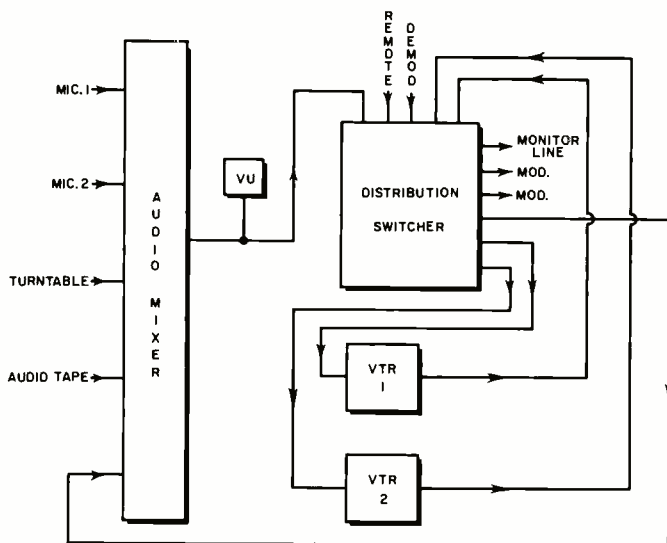 MIC. 1
MIC. 2
TURNTABLE
AUDIO TAPE
AUDIO MIXER
VU
REMOTE
DEMOD
DISTRIBUTION
SWITCHER
MONITOR
LINE
MOD.
MOD.
VTR
1
VTR
2